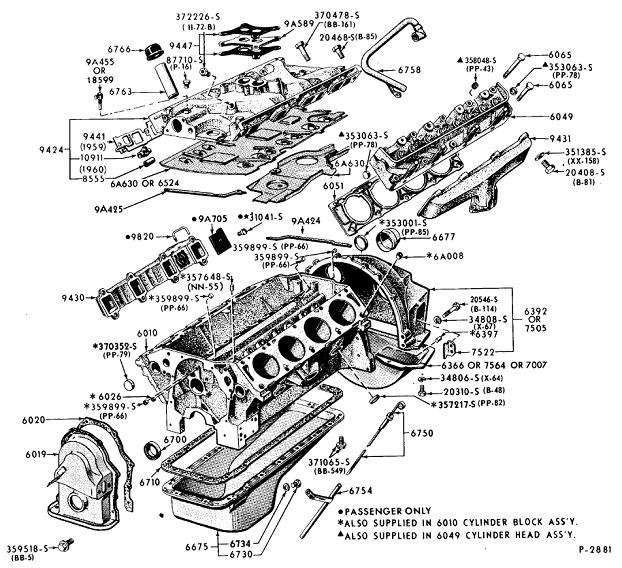 372226-S
( II-72-B)
9447
370478-S
(BB-161)
9A589
20468-S (B-85)
6766
87710-S
(P-16)
9A455
OR
18599
6763
6758
▲358048-S
(PP-43)
6065
▲353063-S
(PP-78)
6065
6049
9441
(1959)
9424
10911
(1960)
8555
▲353063-S
(PP-78)
9431
351385-S
(XX-158)
20408-S
(B-81)
6A630 OR 6524
6A630
6051
9A425
●9A705
●*31041-S
(PP-66)
9A424
*353001-S
(PP-85)
6677
●9820
359899-S (PP-66)
359899-S
(PP-66)
*6A008
*357648-S
(NN-55)
9430
*359899-S
(PP-66)
20546-S
(B-114)
6392
OR
7505
34808-S
(X-67)
*6397
6010
7522
*370352-S
(PP-79)
6366 OR 7564 OR 7007
34806-S (X-64)
20310-S (B-48)
*357217-S (PP-82)
*6026
*359899-S
(PP-66)
6020
6700
6750
6019
6710
371065-S
(BB-549)
6754
●PASSENGER ONLY
*ALSO SUPPLIED IN 6010 CYLINDER BLOCK ASS'Y.
▲ALSO SUPPLIED IN 6049 CYLINDER HEAD ASS'Y.
6675
6734
6730
359518-S
(BB-5)
P-2881